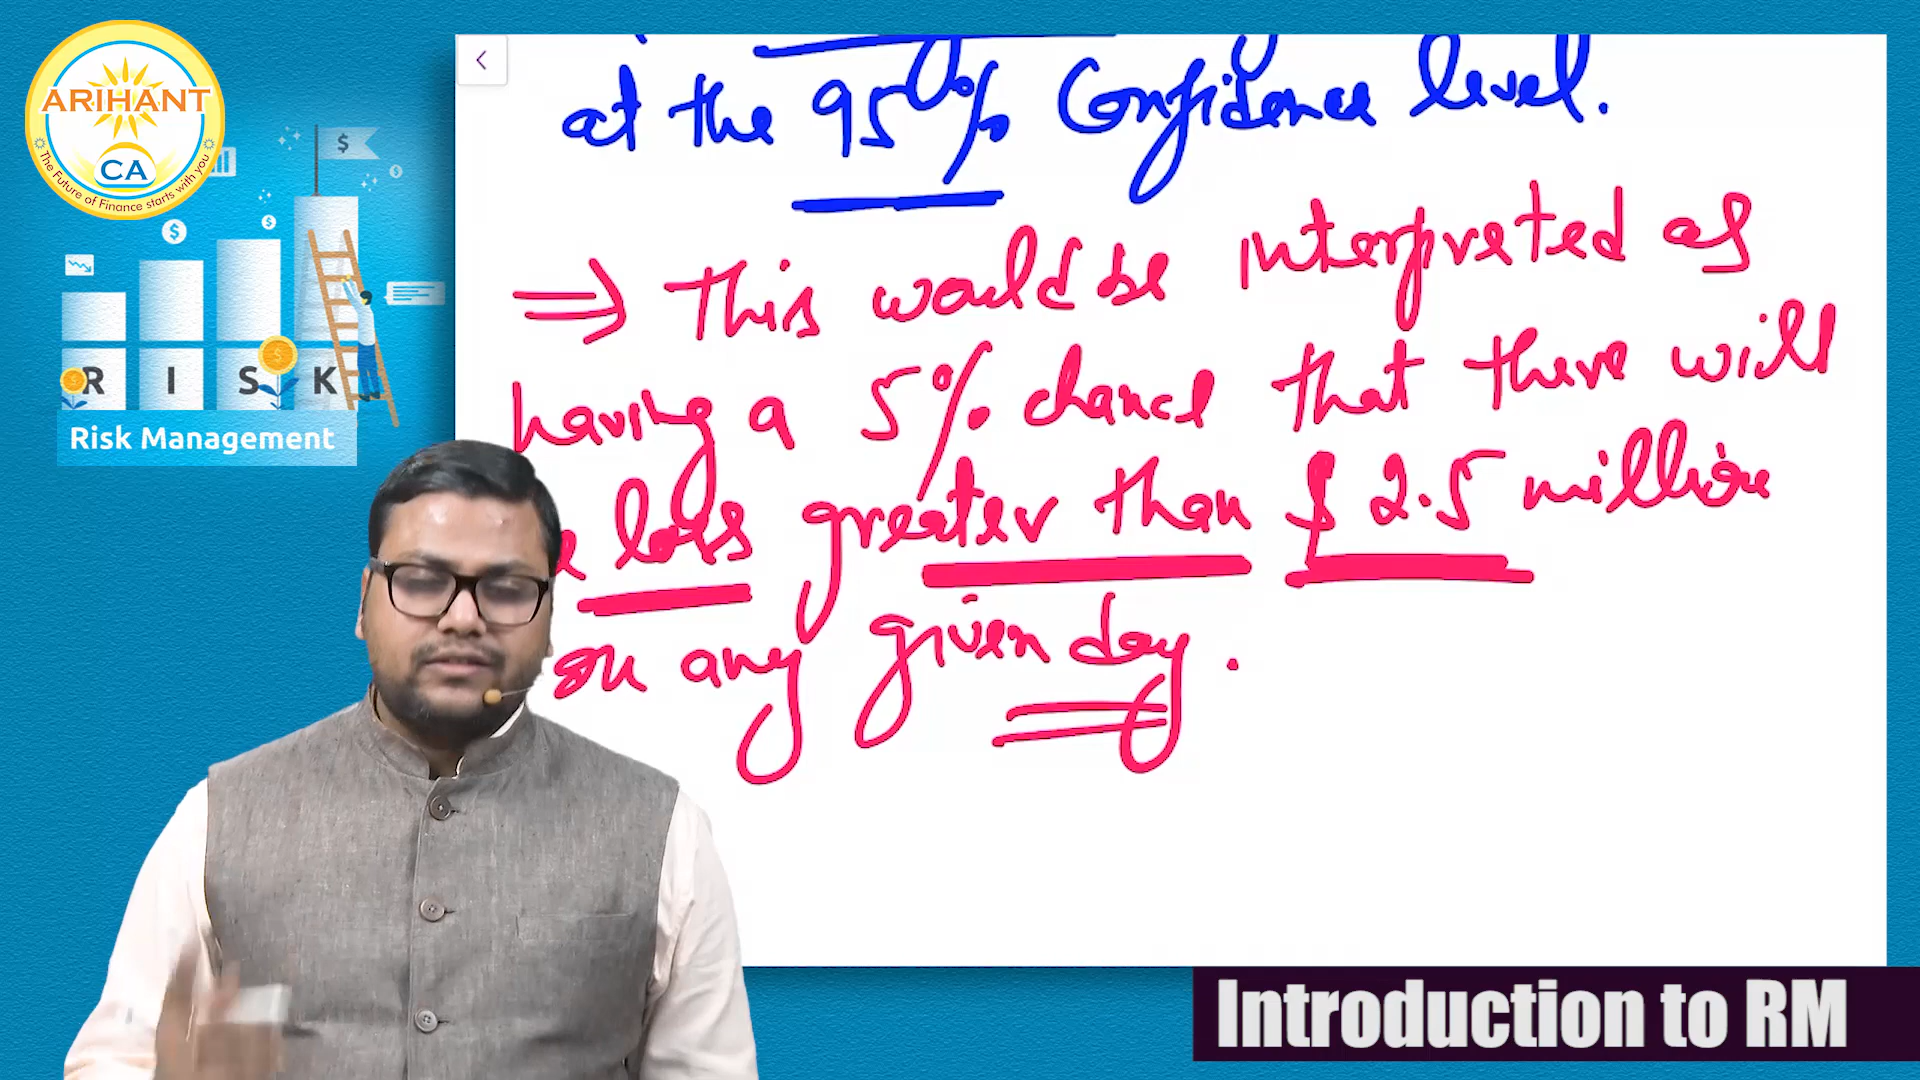 ARIHANT
CA
The Future of Finance starts with you
R I S K
Risk Management
at the 95% Confidence level.
⇒ This would be interpreted as
having a 5% chance that there will
loss greater than $ 2.5 million
on any given day.
Introduction to RM